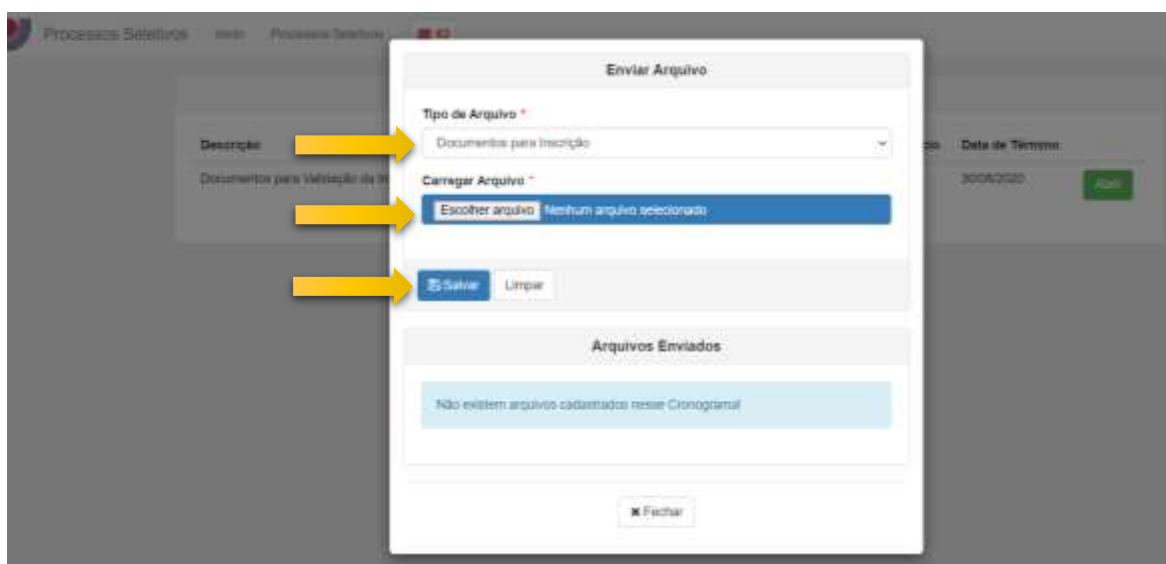 Processos Seletivos Início Processos Seletivos
Enviar Arquivo
Tipo de Arquivo *
Documentos para Inscrição
Descrição
Data de Término
Documentos para Validação da
30/08/2020
Abrir
Carregar Arquivo *
Escolher arquivo Nenhum arquivo selecionado
Salvar Limpar
Arquivos Enviados
Não existem arquivos cadastrados nesse Cronograma!
Fechar